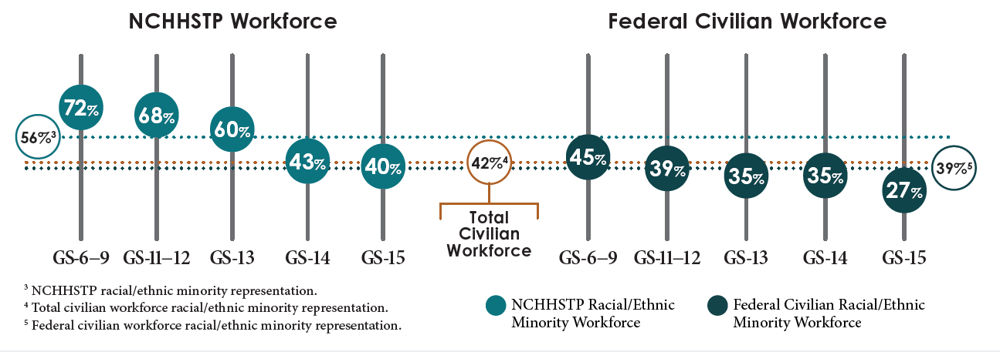 NCHHSTP Workforce
Federal Civilian Workforce
72%
68%
60%
43%
40%
56%³
42%⁴
45%
39%
35%
35%
27%
39%⁵
Total
Civilian
Workforce
GS-6–9
GS-11–12
GS-13
GS-14
GS-15
GS-6–9
GS-11–12
GS-13
GS-14
GS-15
³ NCHHSTP racial/ethnic minority representation.
⁴ Total civilian workforce racial/ethnic minority representation.
⁵ Federal civilian workforce racial/ethnic minority representation.
NCHHSTP Racial/Ethnic
Minority Workforce
Federal Civilian Racial/Ethnic
Minority Workforce